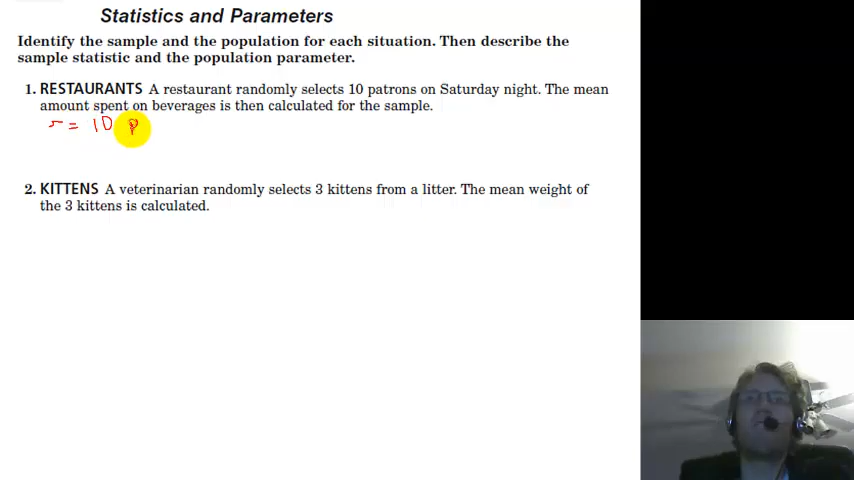 Statistics and Parameters
Identify the sample and the population for each situation. Then describe the
sample statistic and the population parameter.
1. RESTAURANTS A restaurant randomly selects 10 patrons on Saturday night. The mean
amount spent on beverages is then calculated for the sample.
= 10 p
2. KITTENS A veterinarian randomly selects 3 kittens from a litter. The mean weight of
the 3 kittens is calculated.